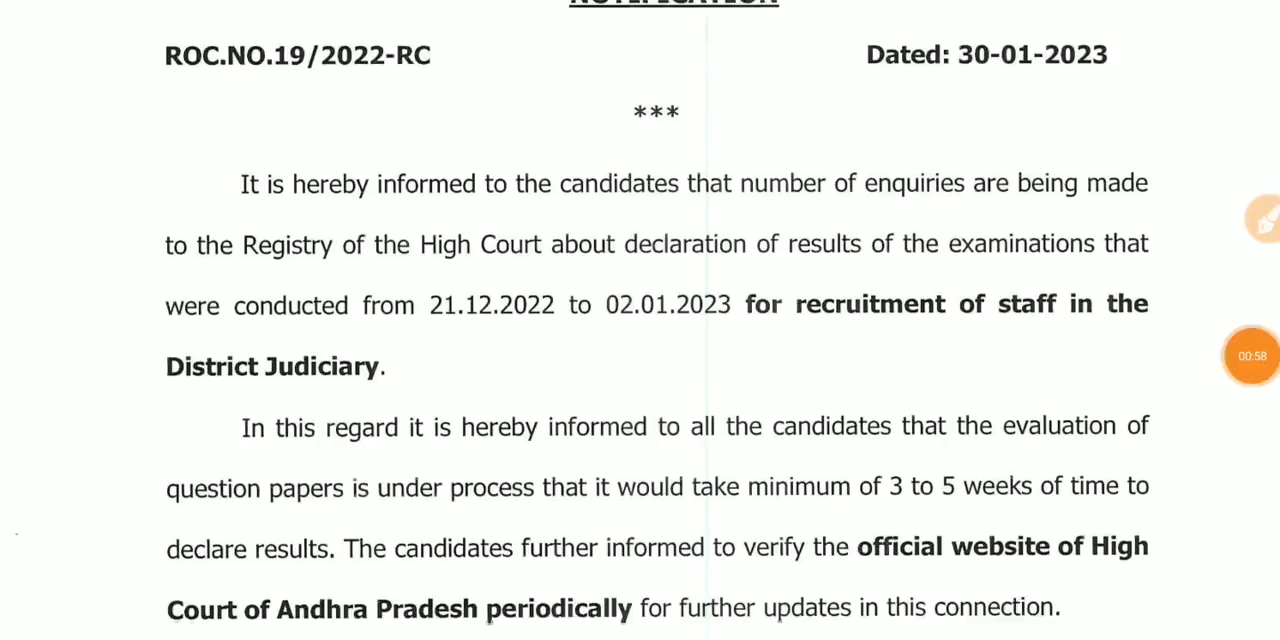 NOTIFICATION
ROC.NO.19/2022-RC Dated: 30-01-2023
***
It is hereby informed to the candidates that number of enquiries are being made
to the Registry of the High Court about declaration of results of the examinations that
were conducted from 21.12.2022 to 02.01.2023 for recruitment of staff in the
District Judiciary.
In this regard it is hereby informed to all the candidates that the evaluation of
question papers is under process that it would take minimum of 3 to 5 weeks of time to
declare results. The candidates further informed to verify the official website of High
Court of Andhra Pradesh periodically for further updates in this connection.
00:58